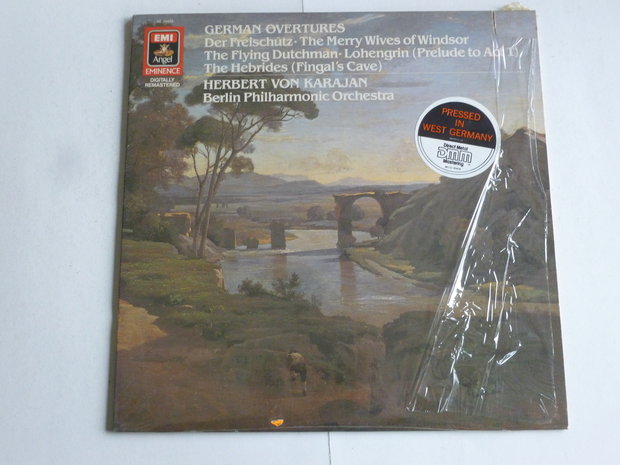 GERMAN OVERTURES
Der Freischütz · The Merry Wives of Windsor
The Flying Dutchman · Lohengrin (Prelude to Act I)
The Hebrides (Fingal's Cave)
HERBERT VON KARAJAN
Berlin Philharmonic Orchestra
EMI
Angel
EMINENCE
DIGITALLY
REMASTERED
PRESSED
IN
WEST GERMANY
Direct Metal
DMM
Mastering